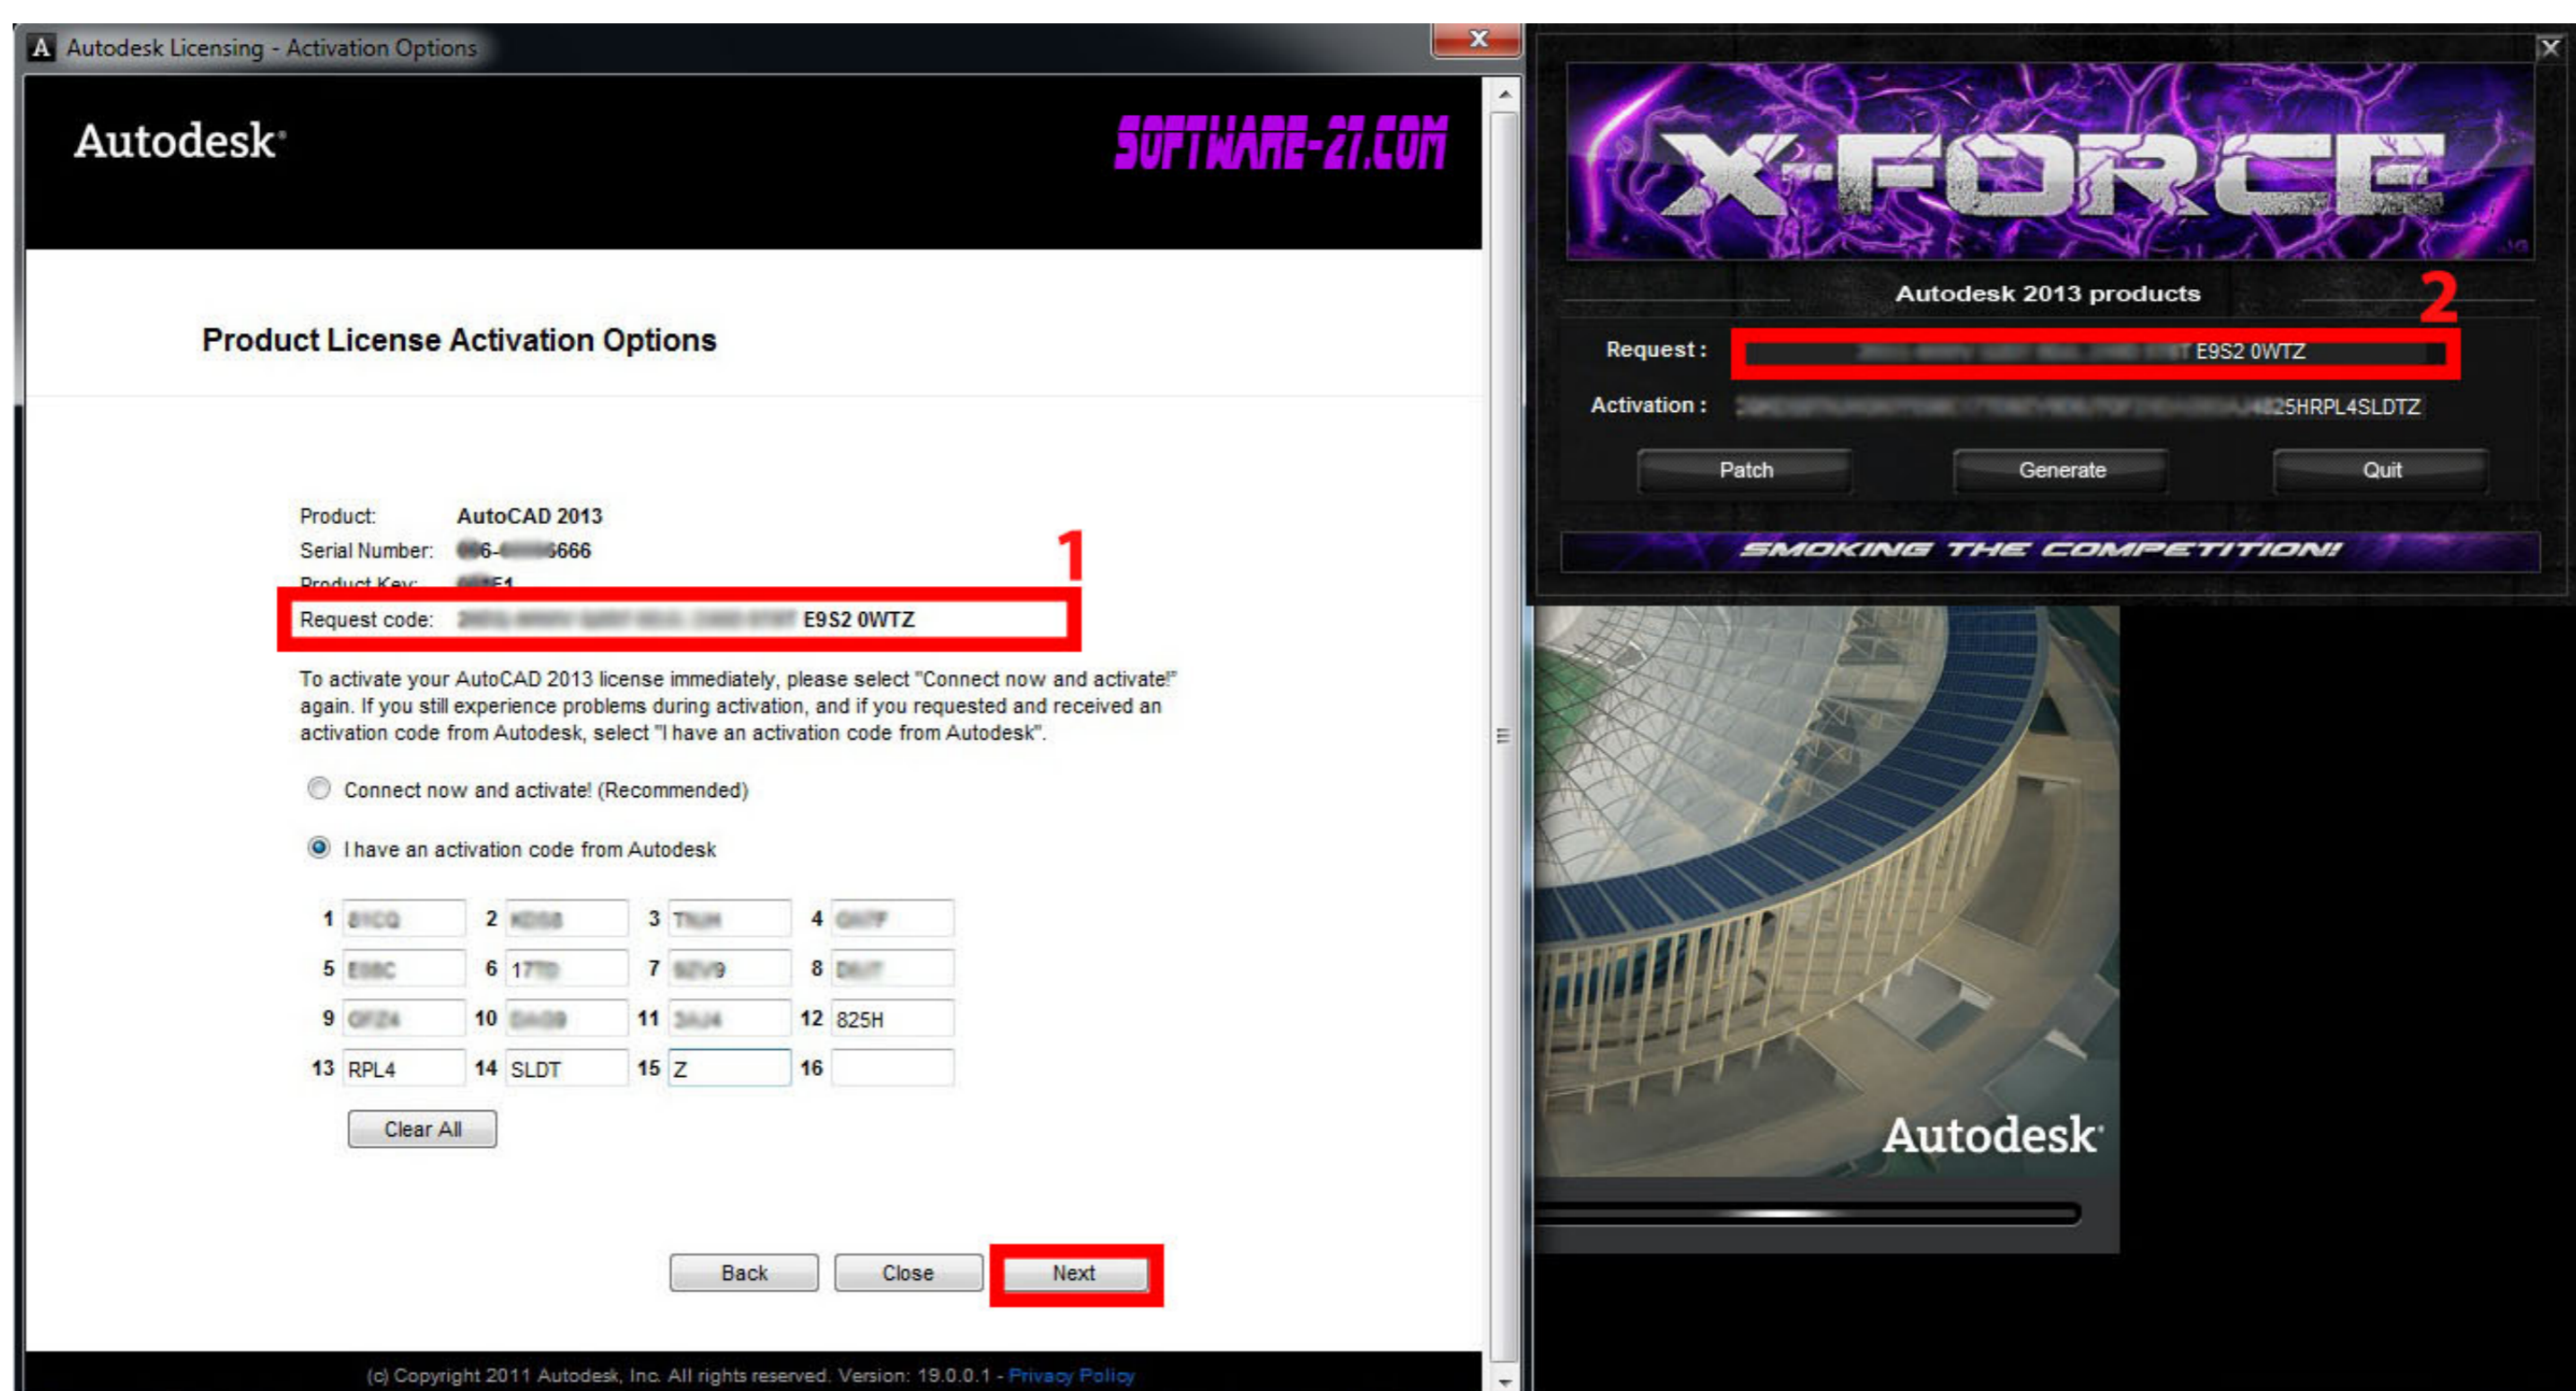 Autodesk Licensing - Activation Options
Autodesk
SOFTWARE-27.COM
Product License Activation Options
Product: AutoCAD 2013
Serial Number: 6666
Product Key:
1
Request code: E9S2 0WTZ
To activate your AutoCAD 2013 license immediately, please select "Connect now and activate!"
again. If you still experience problems during activation, and if you requested and received an
activation code from Autodesk, select "I have an activation code from Autodesk".
Connect now and activate! (Recommended)
I have an activation code from Autodesk
1 2 3 4
5 6 7 8
9 10 11 12 825H
13 RPL4 14 SLDT 15 Z 16
Clear All
Back Close Next
(c) Copyright 2011 Autodesk, Inc. All rights reserved. Version: 19.0.0.1 - Privacy Policy
X-FORCE
Autodesk 2013 products
2
Request : E9S2 0WTZ
Activation : 25HRPL4SLDTZ
Patch Generate Quit
SMOKING THE COMPETITION!
Autodesk